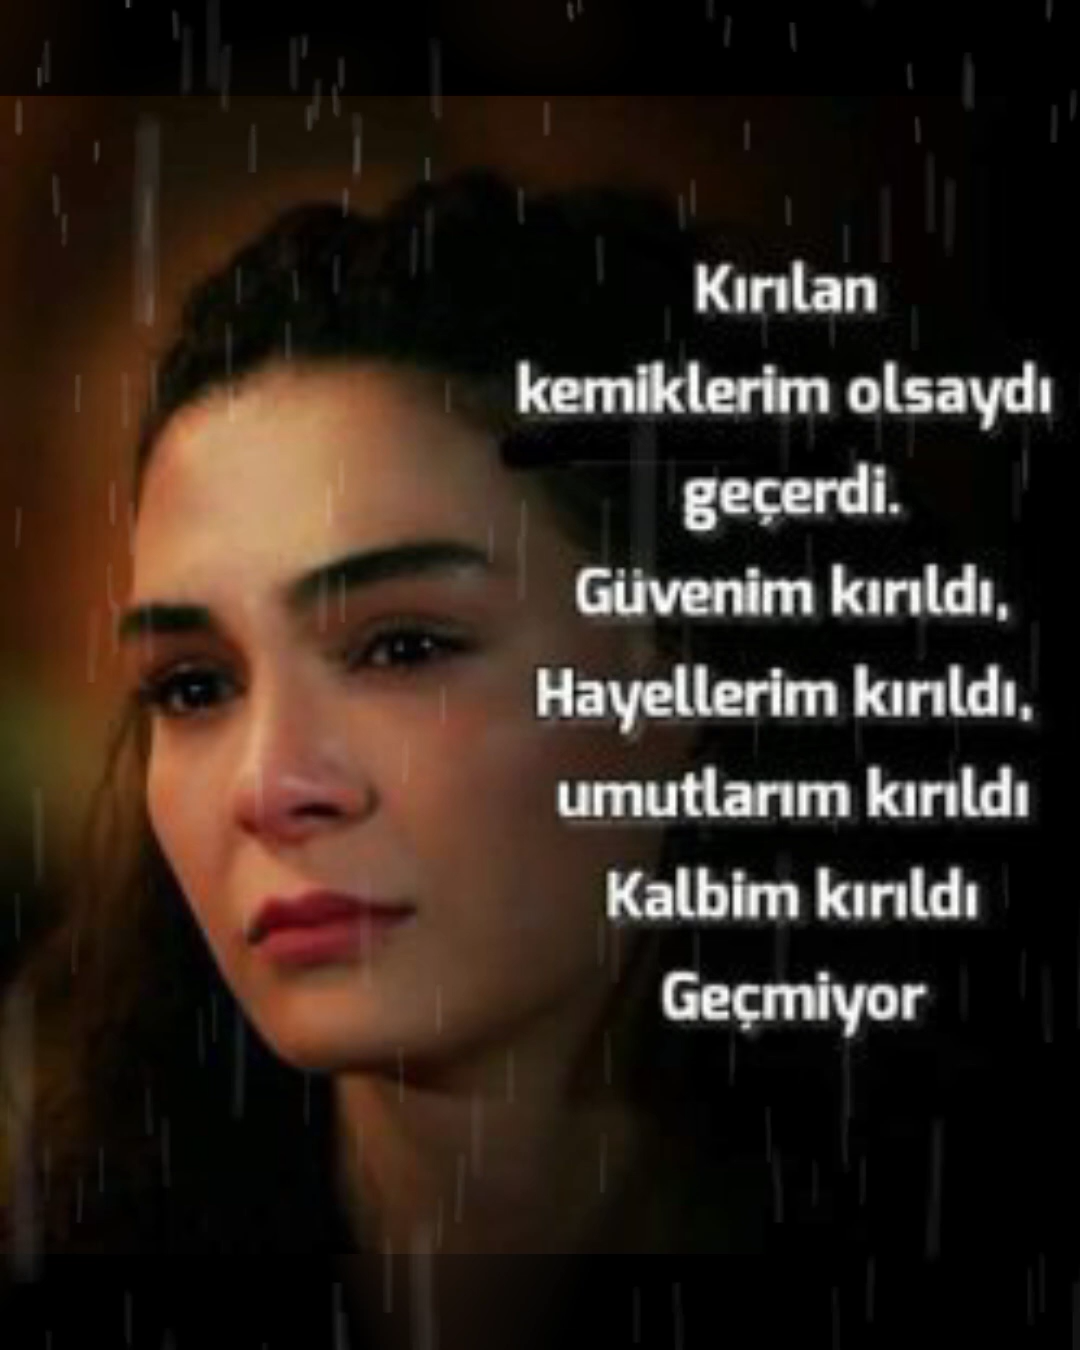 Kırılan
kemiklerim olsaydı
geçerdi.
Güvenim kırıldı,
Hayellerim kırıldı,
umutlarım kırıldı
Kalbim kırıldı
Geçmiyor